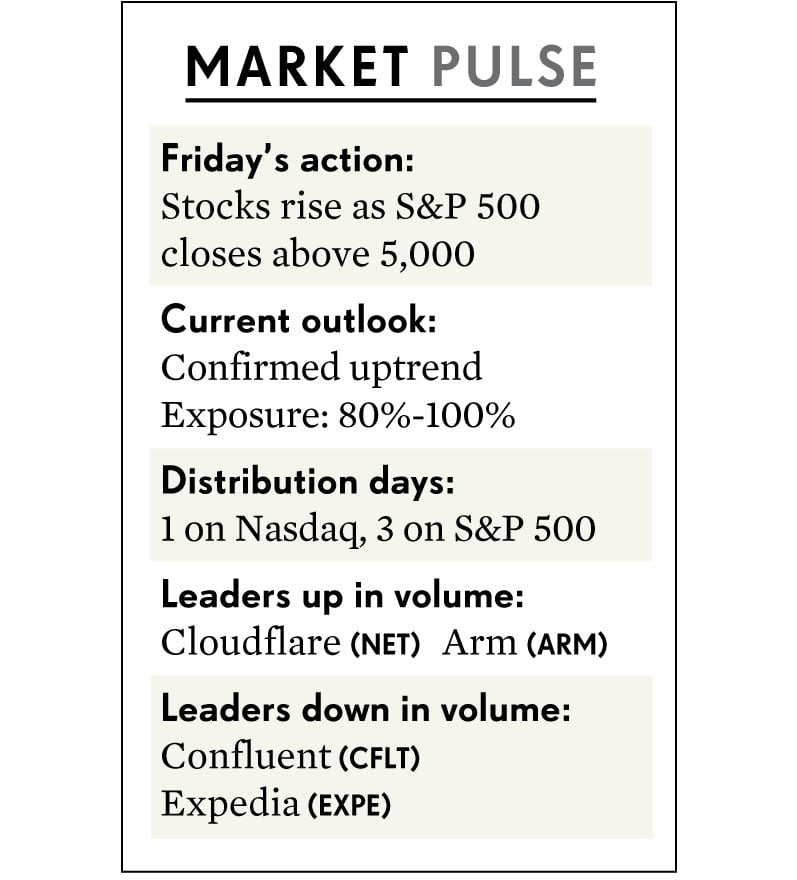 MARKET PULSE
Friday’s action:
Stocks rise as S&P 500
closes above 5,000
Current outlook:
Confirmed uptrend
Exposure: 80%-100%
Distribution days:
1 on Nasdaq, 3 on S&P 500
Leaders up in volume:
Cloudflare (NET) Arm (ARM)
Leaders down in volume:
Confluent (CFLT)
Expedia (EXPE)